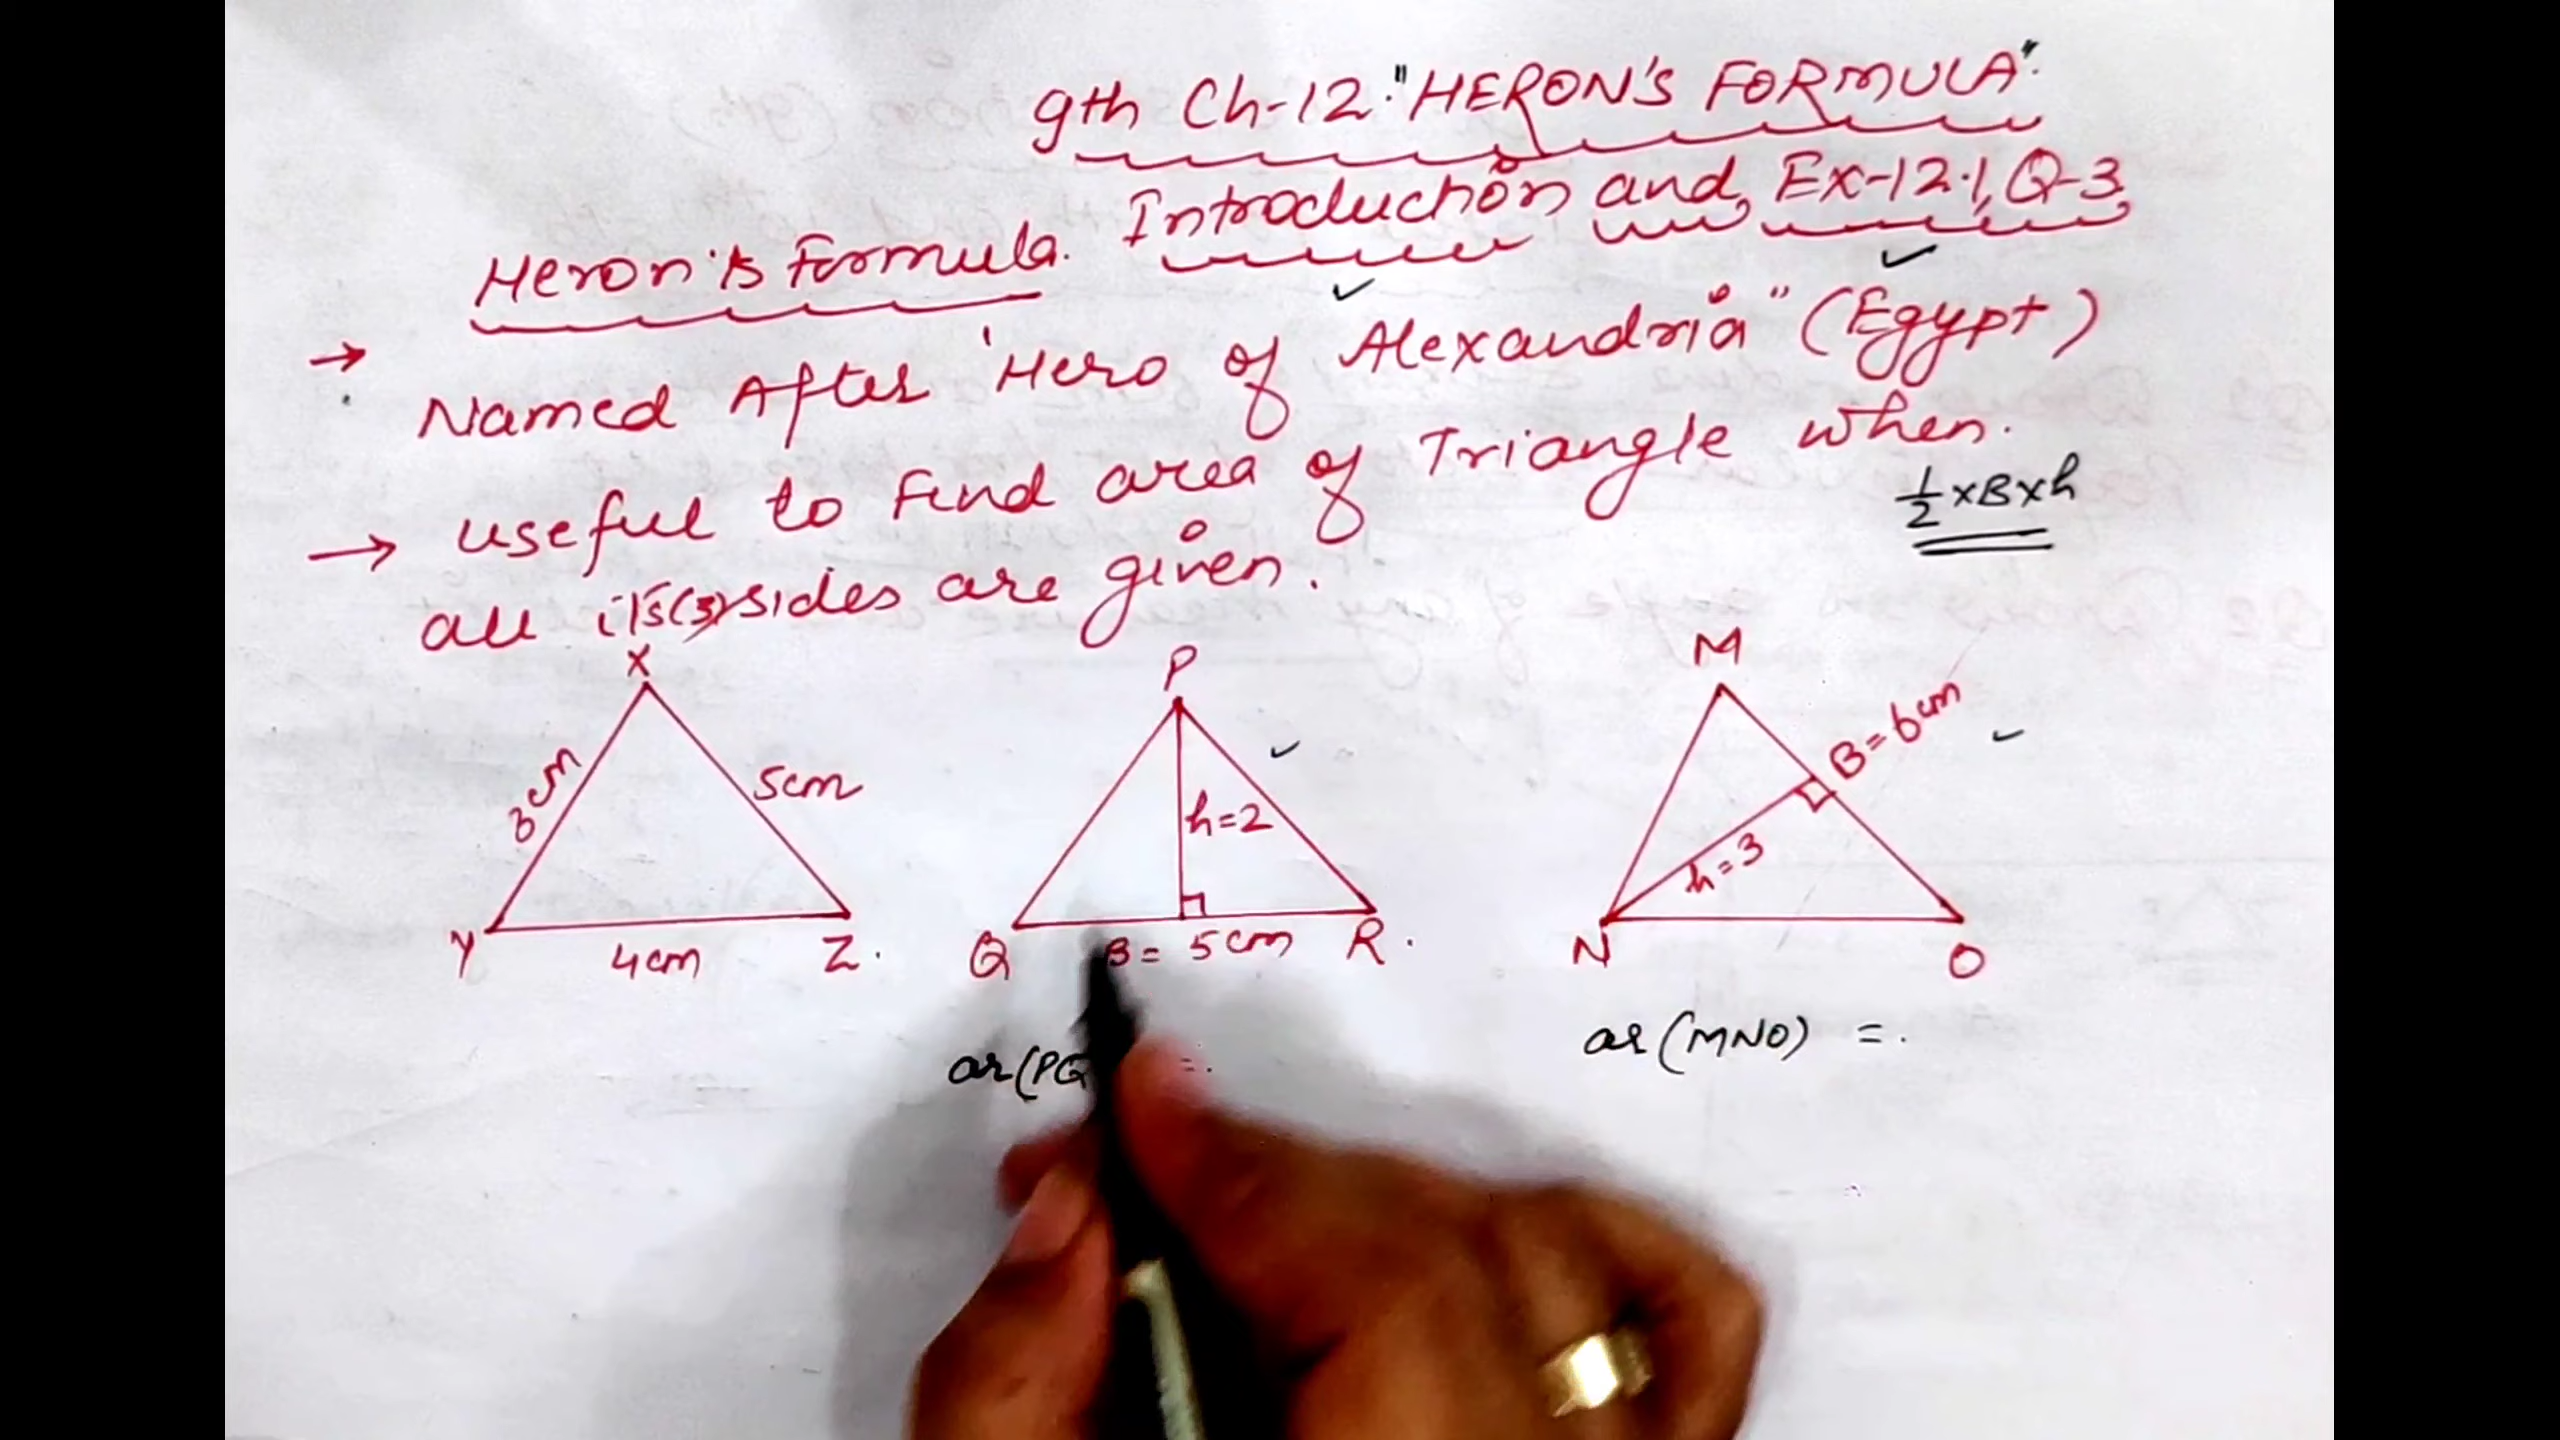 9th Ch-12. "HERON'S FORMULA".
Introduction and, Ex-12.1, Q-3.
Heron's Formula.
→ Named After 'Hero of Alexandria" (Egypt)
→ useful to Find area of Triangle when.
all it's(3) sides are given.
1/2 × B × h
X
3cm
5cm
Y
4cm
Z.
P
h=2
Q
B= 5cm
R.
M
B= 6cm
h=3
N
O
ar(PQ =.
ar(MNO) =.